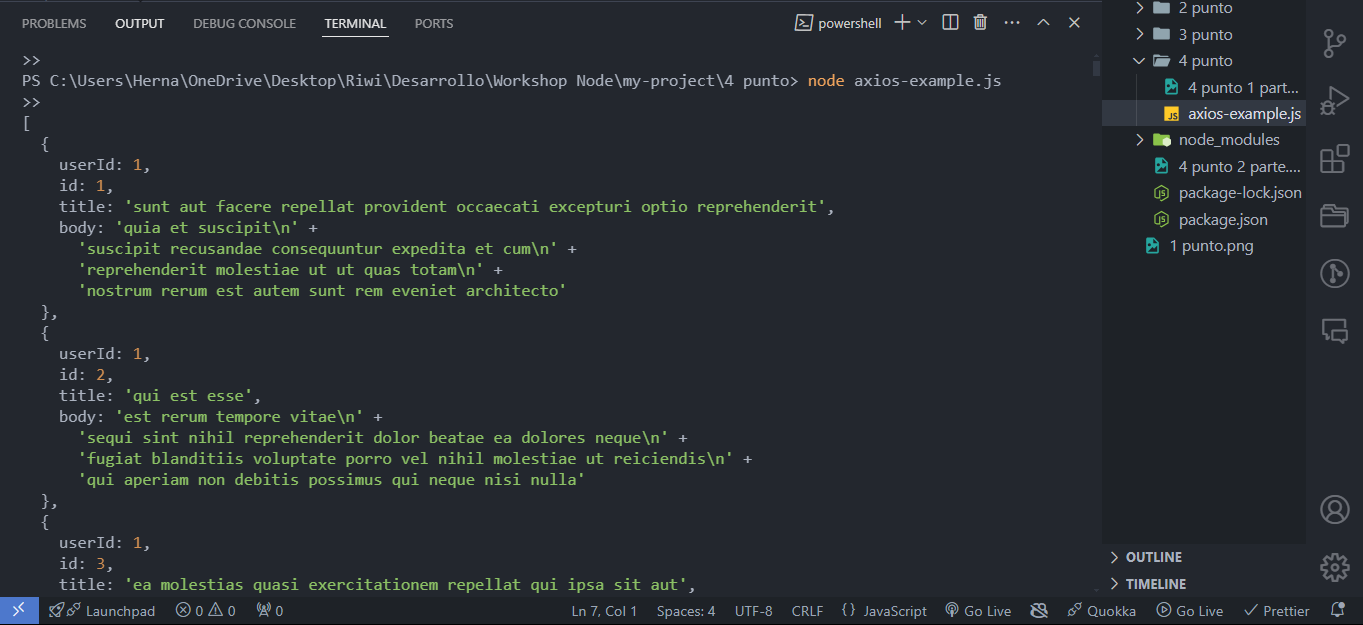 PROBLEMS OUTPUT DEBUG CONSOLE TERMINAL PORTS powershell
>>
PS C:\Users\Herna\OneDrive\Desktop\Riwi\Desarrollo\Workshop Node\my-project\4 punto> node axios-example.js
>>
[
  {
    userId: 1,
    id: 1,
    title: 'sunt aut facere repellat provident occaecati excepturi optio reprehenderit',
    body: 'quia et suscipit\n' +
      'suscipit recusandae consequuntur expedita et cum\n' +
      'reprehenderit molestiae ut ut quas totam\n' +
      'nostrum rerum est autem sunt rem eveniet architecto'
  },
  {
    userId: 1,
    id: 2,
    title: 'qui est esse',
    body: 'est rerum tempore vitae\n' +
      'sequi sint nihil reprehenderit dolor beatae ea dolores neque\n' +
      'fugiat blanditiis voluptate porro vel nihil molestiae ut reiciendis\n' +
      'qui aperiam non debitis possimus qui neque nisi nulla'
  },
  {
    userId: 1,
    id: 3,
    title: 'ea molestias quasi exercitationem repellat qui ipsa sit aut',
2 punto
3 punto
4 punto
4 punto 1 part...
JS axios-example.js
node_modules
4 punto 2 parte....
package-lock.json
package.json
1 punto.png
OUTLINE
TIMELINE
Launchpad 0 0 0 Ln 7, Col 1 Spaces: 4 UTF-8 CRLF {} JavaScript Go Live Quokka Go Live Prettier